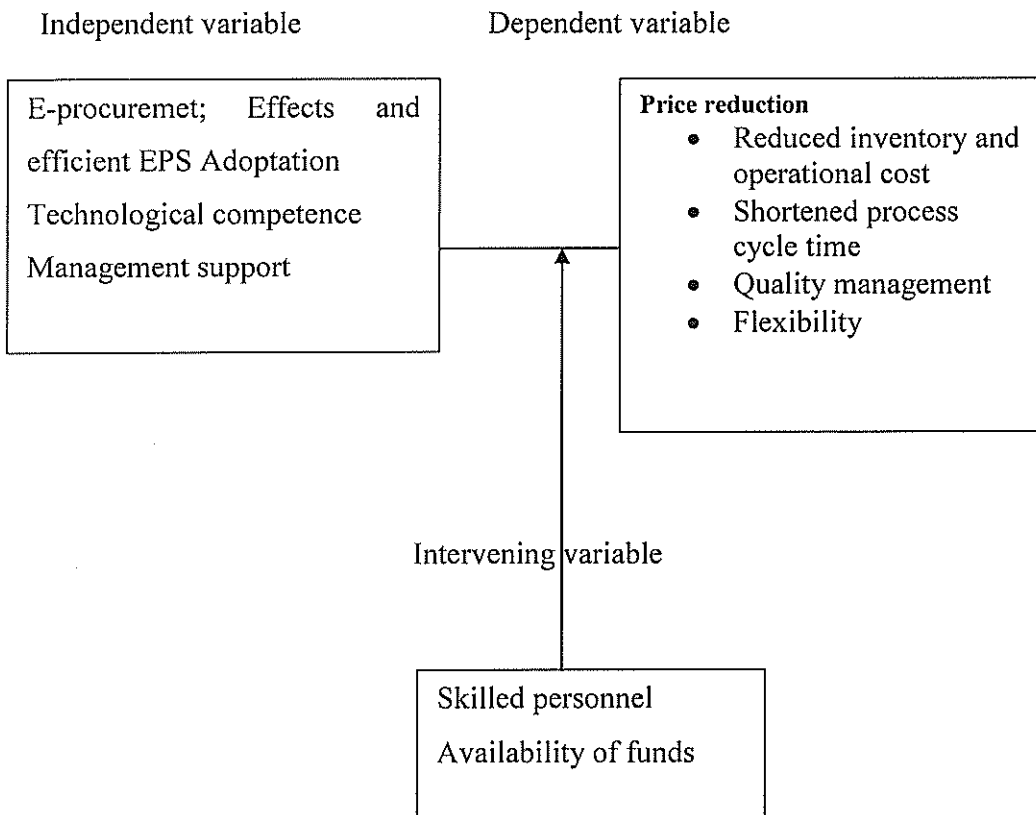 Independent variable
Dependent variable
E-procuremet; Effects and
efficient EPS Adoptation
Technological competence
Management support
Price reduction
• Reduced inventory and
operational cost
• Shortened process
cycle time
• Quality management
• Flexibility
Intervening variable
Skilled personnel
Availability of funds